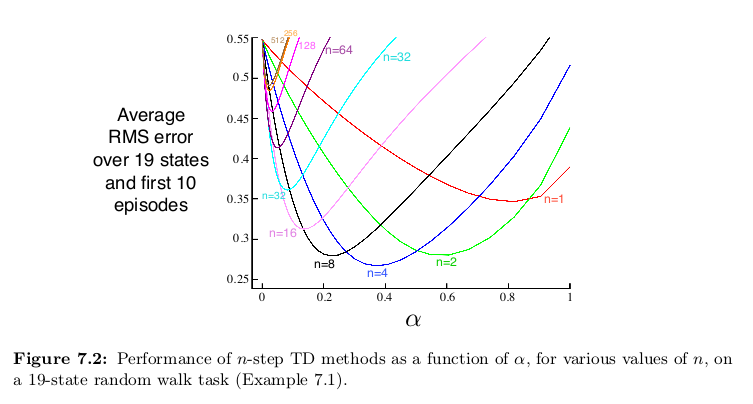 0.55
0.5
0.45
0.4
0.35
0.3
0.25
Average
RMS error
over 19 states
and first 10
episodes
256
512
128
n=64
n=32
n=32
n=16
n=8
n=4
n=2
n=1
0 0.2 0.4 0.6 0.8 1
α
Figure 7.2: Performance of n-step TD methods as a function of α, for various values of n, on
a 19-state random walk task (Example 7.1).